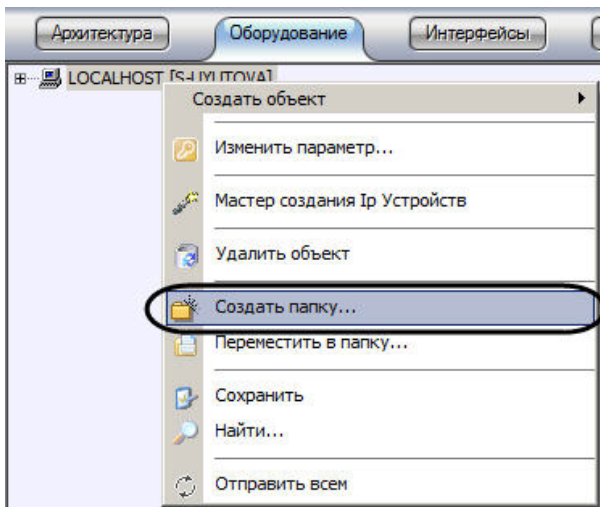 Архитектура
Оборудование
Интерфейсы
LOCALHOST
Создать объект
Изменить параметр...
Мастер создания Ip Устройств
Удалить объект
Создать папку...
Переместить в папку...
Сохранить
Найти...
Отправить всем